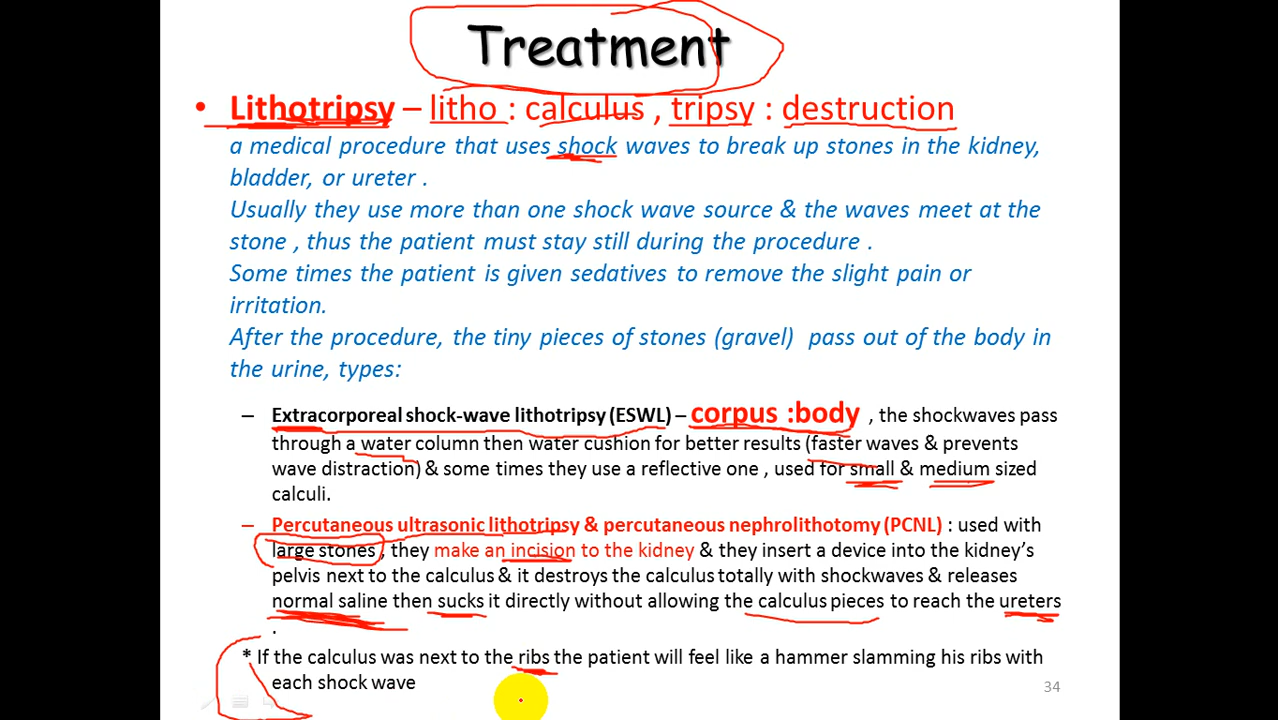 Treatment
• Lithotripsy – litho : calculus , tripsy : destruction
a medical procedure that uses shock waves to break up stones in the kidney,
bladder, or ureter .
Usually they use more than one shock wave source & the waves meet at the
stone , thus the patient must stay still during the procedure .
Some times the patient is given sedatives to remove the slight pain or
irritation.
After the procedure, the tiny pieces of stones (gravel) pass out of the body in
the urine, types:
– Extracorporeal shock-wave lithotripsy (ESWL) – corpus :body , the shockwaves pass
through a water column then water cushion for better results (faster waves & prevents
wave distraction) & some times they use a reflective one , used for small & medium sized
calculi.
– Percutaneous ultrasonic lithotripsy & percutaneous nephrolithotomy (PCNL) : used with
large stones , they make an incision to the kidney & they insert a device into the kidney's
pelvis next to the calculus & it destroys the calculus totally with shockwaves & releases
normal saline then sucks it directly without allowing the calculus pieces to reach the ureters
.
* If the calculus was next to the ribs the patient will feel like a hammer slamming his ribs with
each shock wave
34